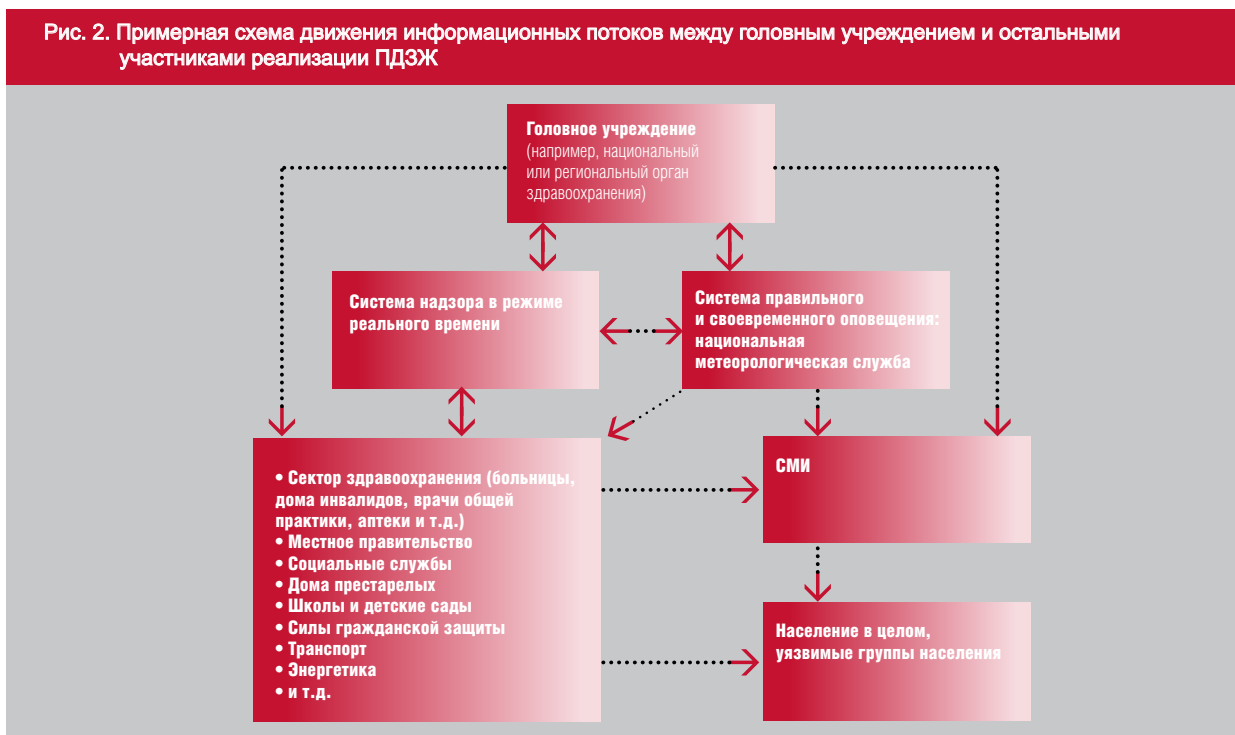 Рис. 2. Примерная схема движения информационных потоков между головным учреждением и остальными
участниками реализации ПДЗЖ
Головное учреждение
(например, национальный
или региональный орган
здравоохранения)
Система надзора в режиме
реального времени
Система правильного
и своевременного оповещения:
национальная
метеорологическая служба
• Сектор здравоохранения (больницы,
дома инвалидов, врачи общей
практики, аптеки и т.д.)
• Местное правительство
• Социальные службы
• Дома престарелых
• Школы и детские сады
• Силы гражданской защиты
• Транспорт
• Энергетика
• и т.д.
СМИ
Население в целом,
уязвимые группы населения